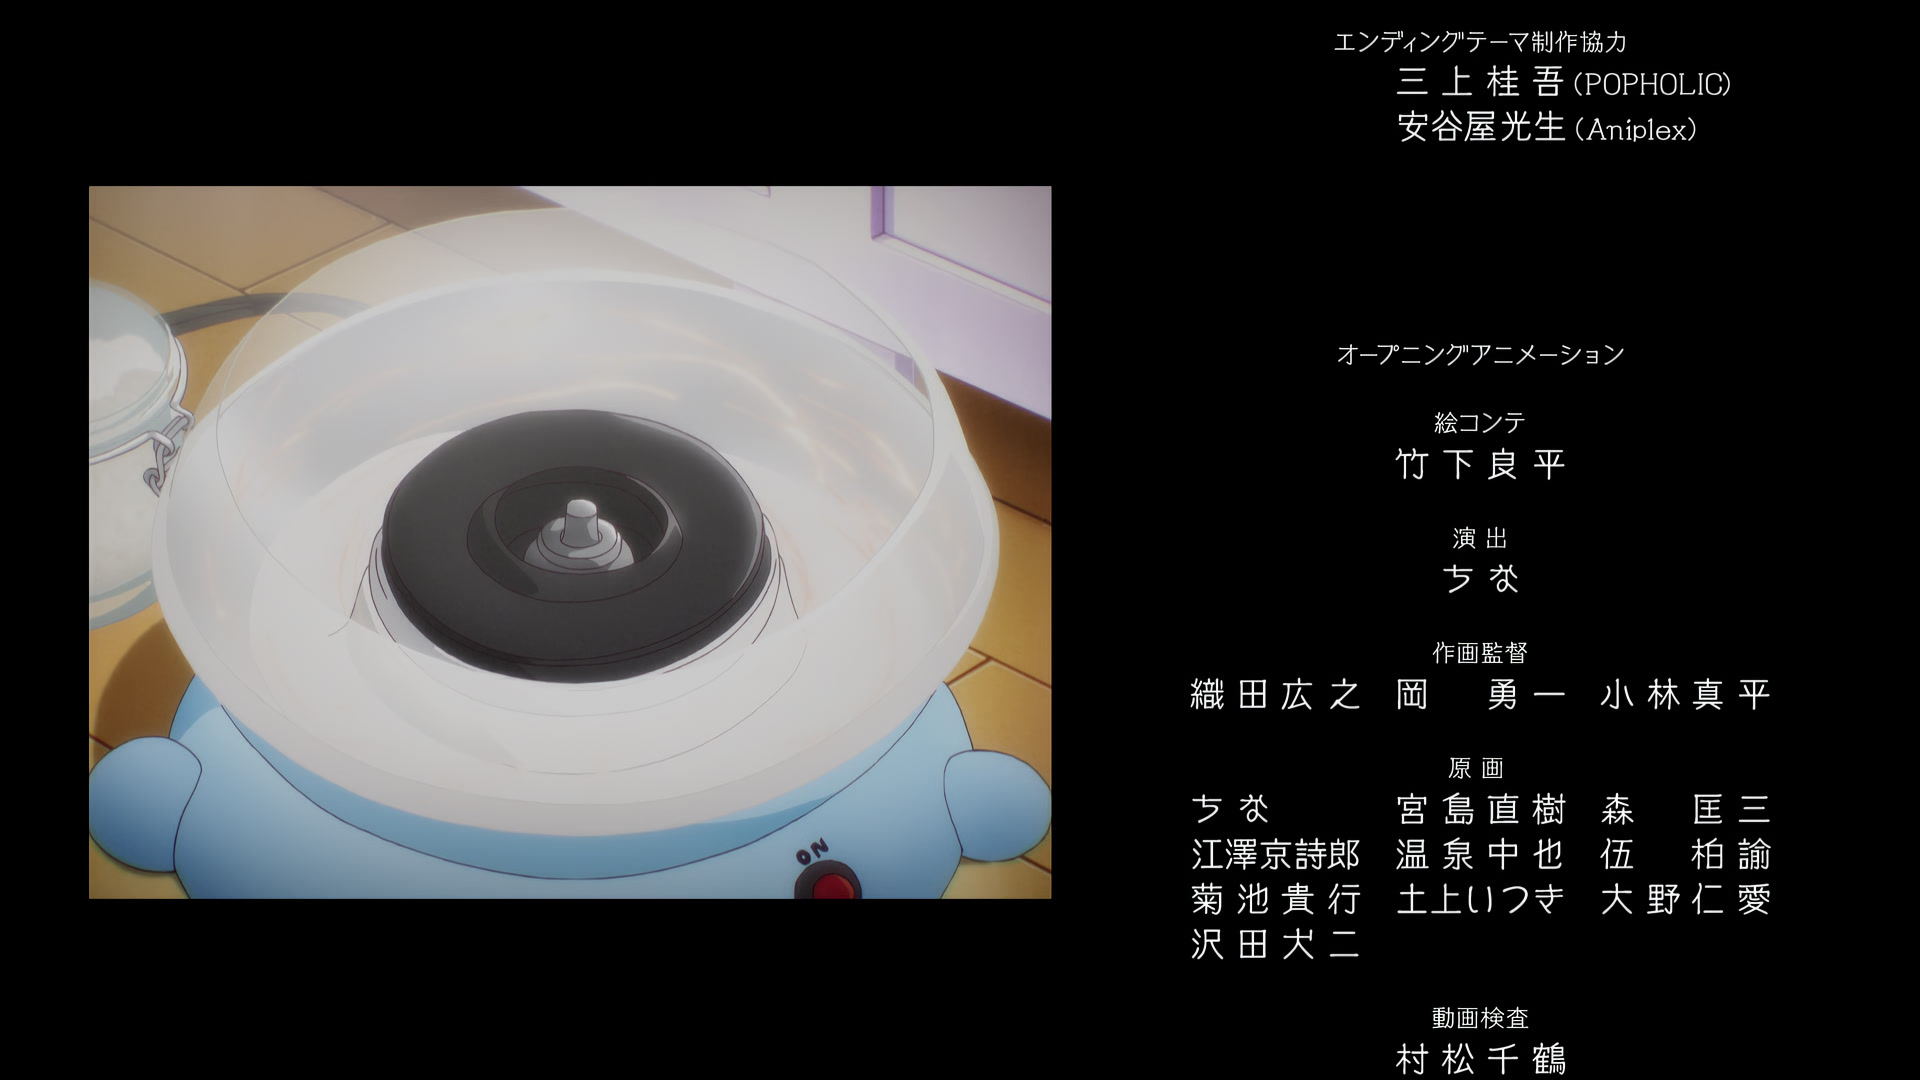 エンディングテーマ制作協力
三上桂吾(POPHOLIC)
安谷屋光生(Aniplex)
オープニングアニメーション
絵コンテ
竹下良平
演出
ちな
作画監督
織田広之 岡勇一 小林真平
原画
ちな 宮島直樹 森匡三
江澤京詩郎 温泉中也 伍柏諭
菊池貴行 土上いつき 大野仁愛
沢田犬二
動画検査
村松千鶴
ON